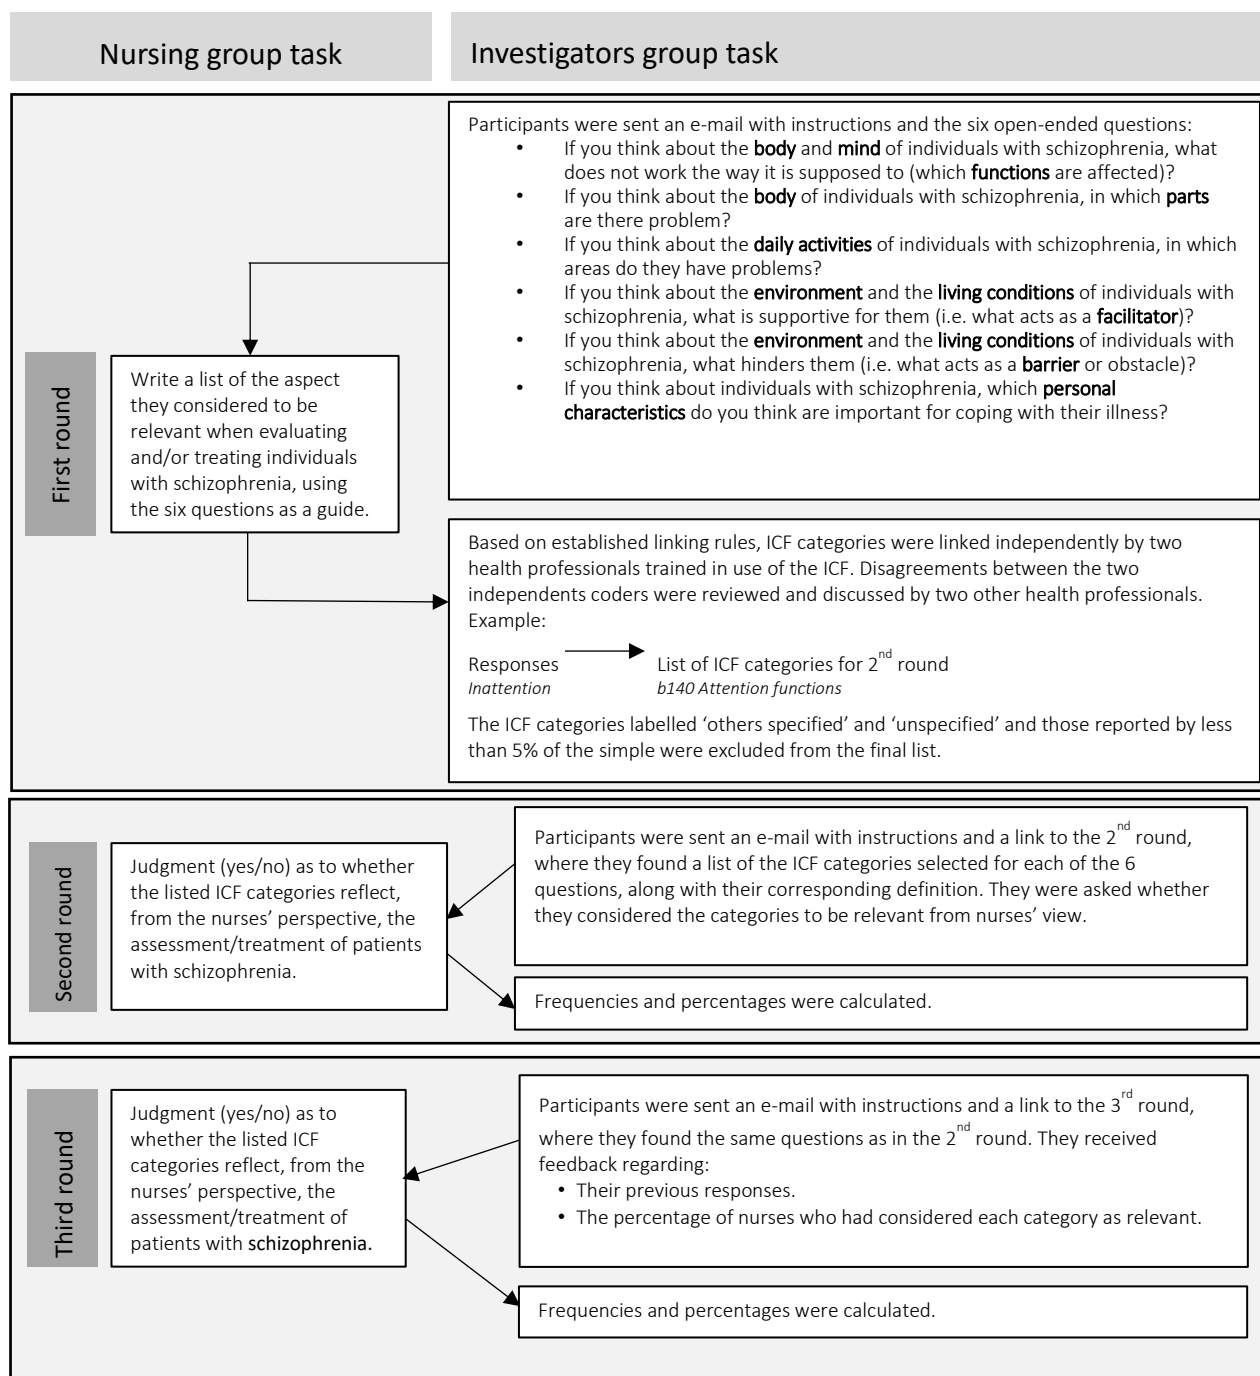 Nursing group task
Investigators group task
First round
Participants were sent an e-mail with instructions and the six open-ended questions:
• If you think about the body and mind of individuals with schizophrenia, what
does not work the way it is supposed to (which functions are affected)?
• If you think about the body of individuals with schizophrenia, in which parts
are there problem?
• If you think about the daily activities of individuals with schizophrenia, in which
areas do they have problems?
• If you think about the environment and the living conditions of individuals with
schizophrenia, what is supportive for them (i.e. what acts as a facilitator)?
• If you think about the environment and the living conditions of individuals with
schizophrenia, what hinders them (i.e. what acts as a barrier or obstacle)?
• If you think about individuals with schizophrenia, which personal
characteristics do you think are important for coping with their illness?
Write a list of the aspect
they considered to be
relevant when evaluating
and/or treating individuals
with schizophrenia, using
the six questions as a guide.
Based on established linking rules, ICF categories were linked independently by two
health professionals trained in use of the ICF. Disagreements between the two
independents coders were reviewed and discussed by two other health professionals.
Example:
Responses List of ICF categories for 2nd round
Inattention b140 Attention functions
The ICF categories labelled ‘others specified’ and ‘unspecified’ and those reported by less
than 5% of the simple were excluded from the final list.
Second round
Participants were sent an e-mail with instructions and a link to the 2nd round,
where they found a list of the ICF categories selected for each of the 6
questions, along with their corresponding definition. They were asked whether
they considered the categories to be relevant from nurses’ view.
Judgment (yes/no) as to whether
the listed ICF categories reflect,
from the nurses’ perspective, the
assessment/treatment of patients
with schizophrenia.
Frequencies and percentages were calculated.
Third round
Participants were sent an e-mail with instructions and a link to the 3rd round,
where they found the same questions as in the 2nd round. They received
feedback regarding:
• Their previous responses.
• The percentage of nurses who had considered each category as relevant.
Judgment (yes/no) as to
whether the listed ICF
categories reflect, from the
nurses’ perspective, the
assessment/treatment of
patients with schizophrenia.
Frequencies and percentages were calculated.